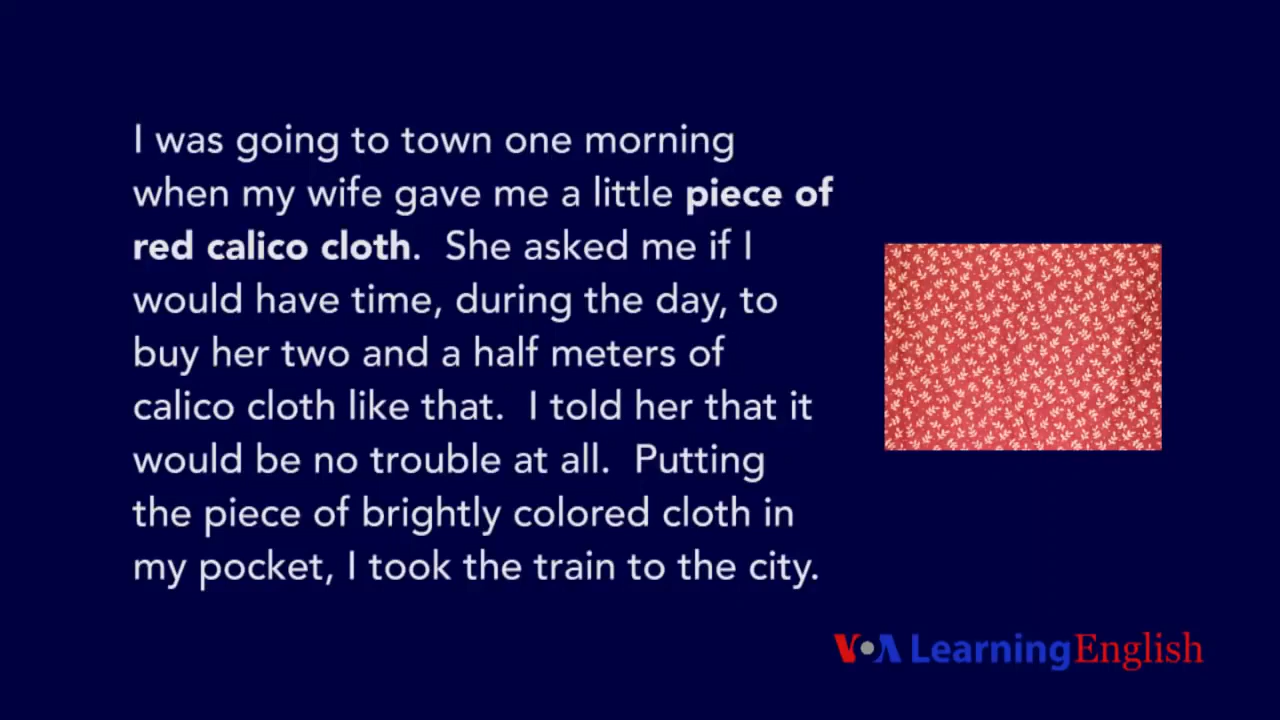 I was going to town one morning
when my wife gave me a little piece of
red calico cloth.  She asked me if I
would have time, during the day, to
buy her two and a half meters of
calico cloth like that.  I told her that it
would be no trouble at all.  Putting
the piece of brightly colored cloth in
my pocket, I took the train to the city.
VOA Learning English